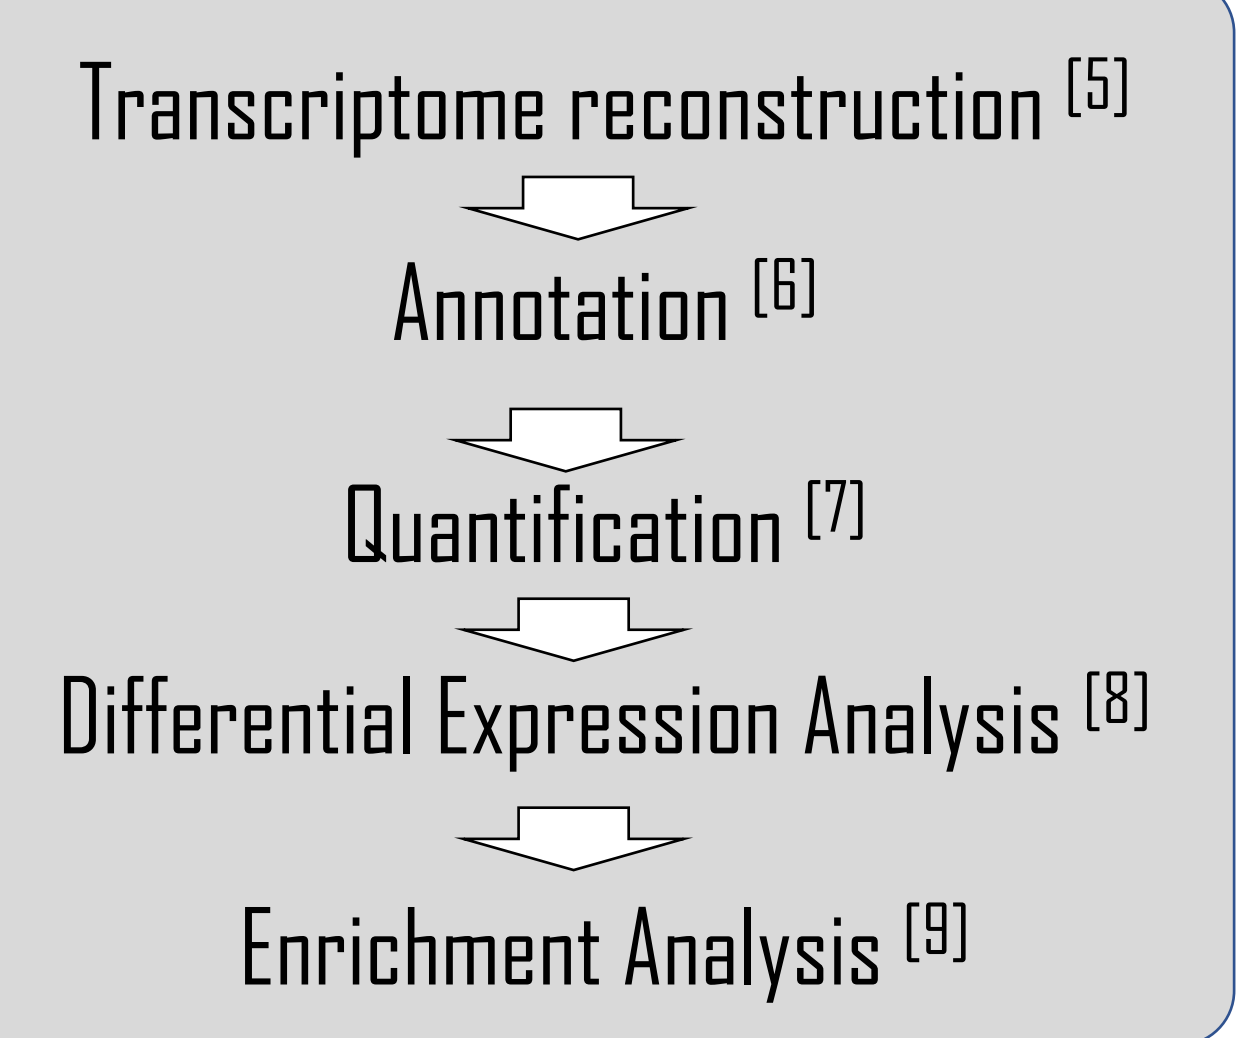 Transcriptome reconstruction [5]
Annotation [6]
Quantification [7]
Differential Expression Analysis [8]
Enrichment Analysis [9]